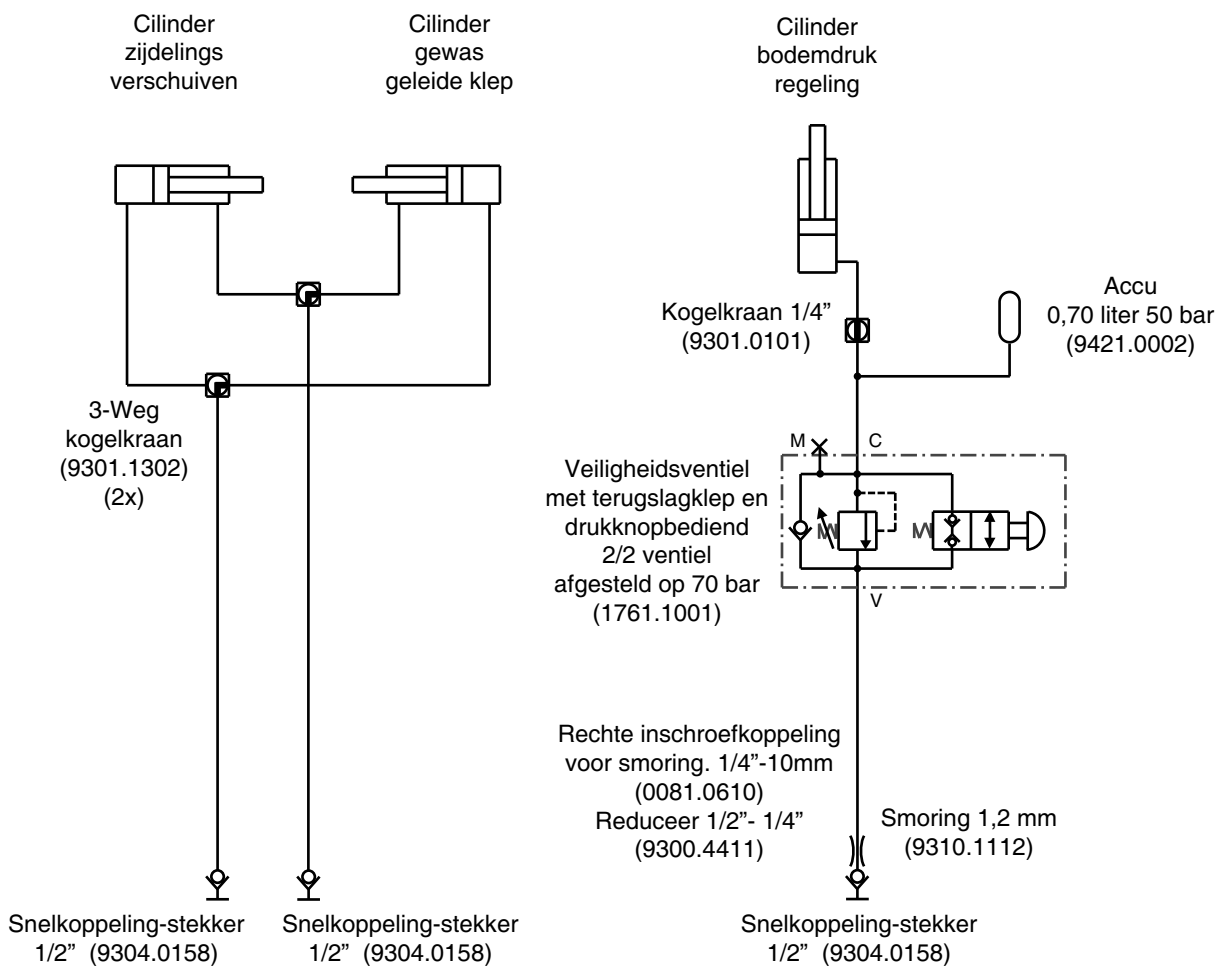 Cilinder
zijdelings
verschuiven
Cilinder
gewas
geleide klep
Cilinder
bodemdruk
regeling
Kogelkraan 1/4”
(9301.0101)
Accu
0,70 liter 50 bar
(9421.0002)
3-Weg
kogelkraan
(9301.1302)
(2x)
M
C
Veiligheidsventiel
met terugslagklep en
drukknopbediend
2/2 ventiel
afgesteld op 70 bar
(1761.1001)
V
Rechte inschroefkoppeling
voor smoring. 1/4”-10mm
(0081.0610)
Reduceer 1/2”- 1/4”
(9300.4411)
Smoring 1,2 mm
(9310.1112)
Snelkoppeling-stekker
1/2” (9304.0158)
Snelkoppeling-stekker
1/2” (9304.0158)
Snelkoppeling-stekker
1/2” (9304.0158)